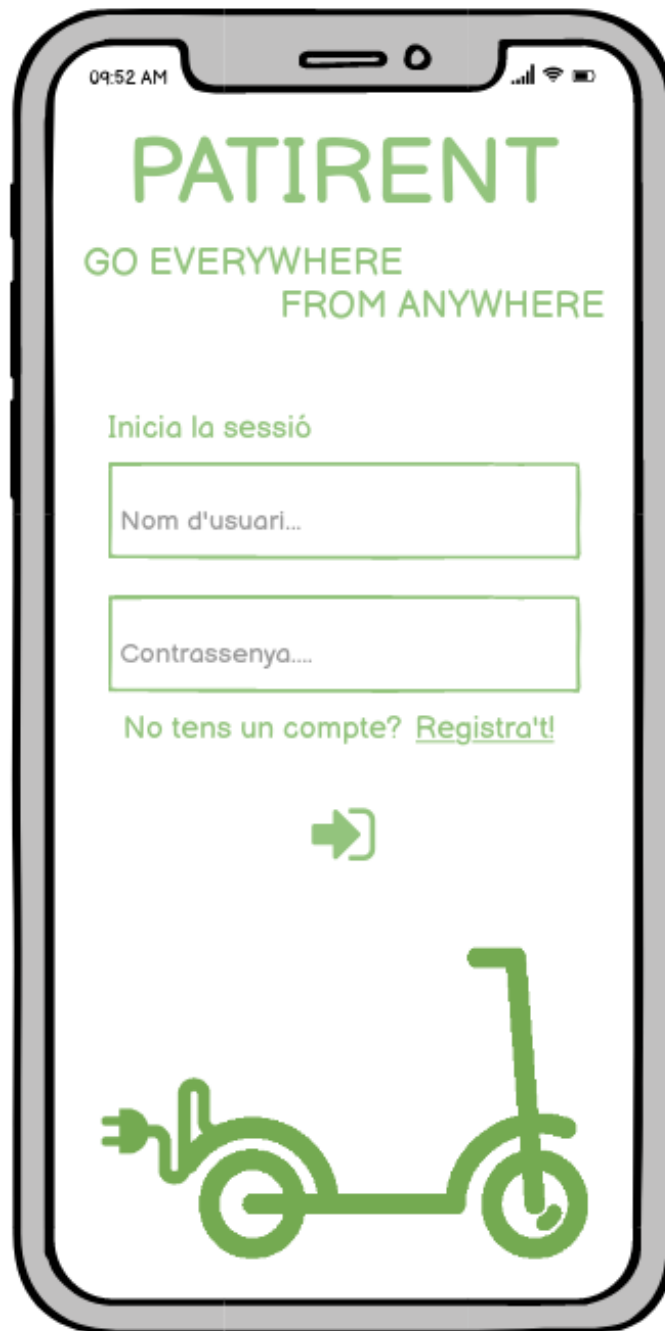 09:52 AM
PATIRENT
GO EVERYWHERE
FROM ANYWHERE
Inicia la sessió
Nom d'usuari...
Contrassenya....
No tens un compte? Registra't!